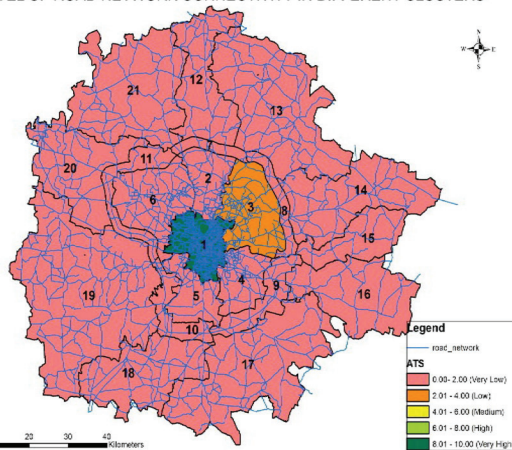 N
W E
S
21
12
13
7
20
11
2
6
3
8
14
1
15
4
9
19
5
16
10
17
18
Legend
road_network
ATS
0.00- 2.00 (Very Low)
2.01 - 4.00 (Low)
4.01 - 6.00 (Medium)
6.01 - 8.00 (High)
8.01 - 10.00 (Very High
20 30 40
Kilometers